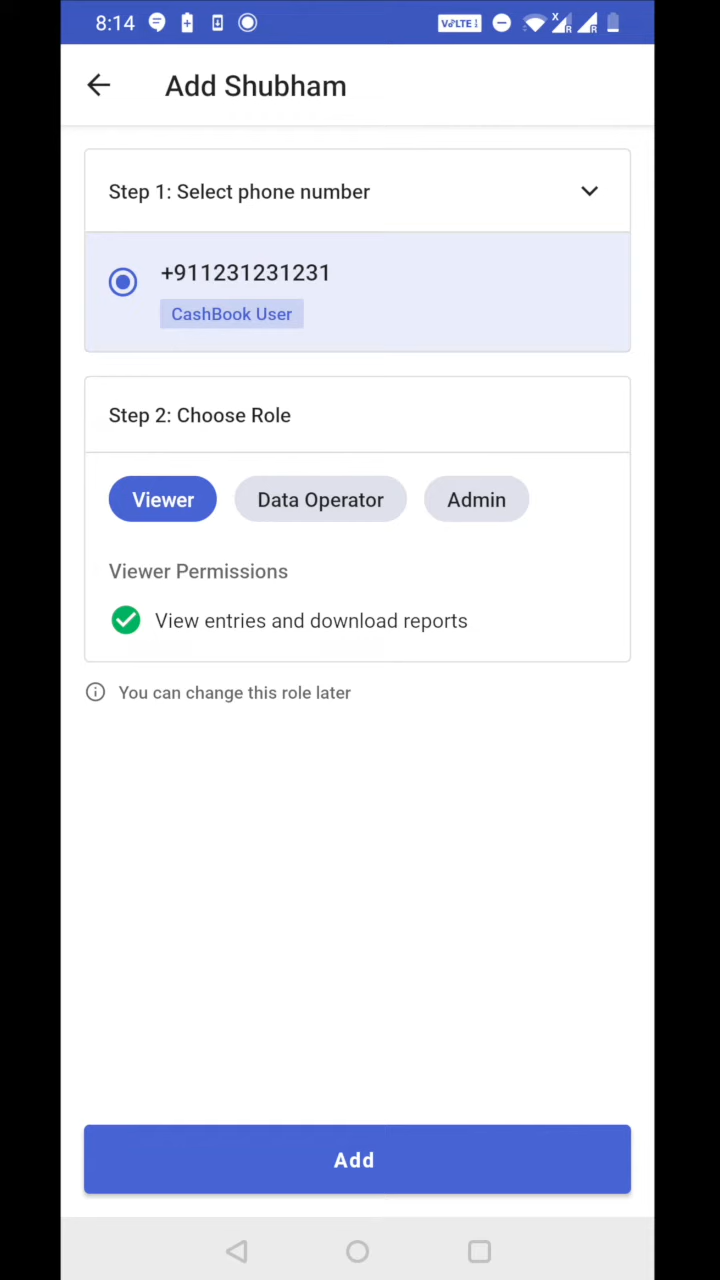 8:14
VoLTE
Add Shubham
Step 1: Select phone number
+911231231231
CashBook User
Step 2: Choose Role
Viewer Data Operator Admin
Viewer Permissions
View entries and download reports
You can change this role later
Add